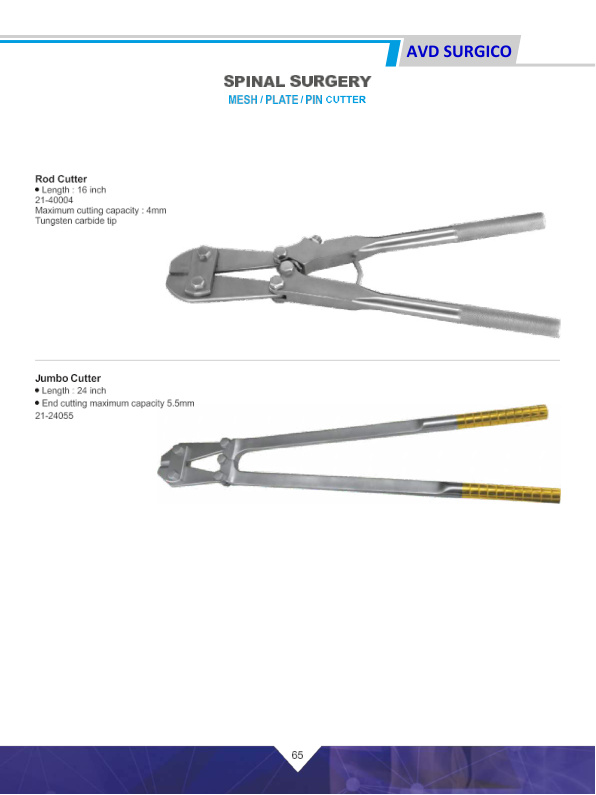 AVD SURGICO
SPINAL SURGERY
MESH / PLATE / PIN CUTTER
Rod Cutter
● Length : 16 inch
21-40004
Maximum cutting capacity : 4mm
Tungsten carbide tip
Jumbo Cutter
● Length : 24 inch
● End cutting maximum capacity 5.5mm
21-24055
65